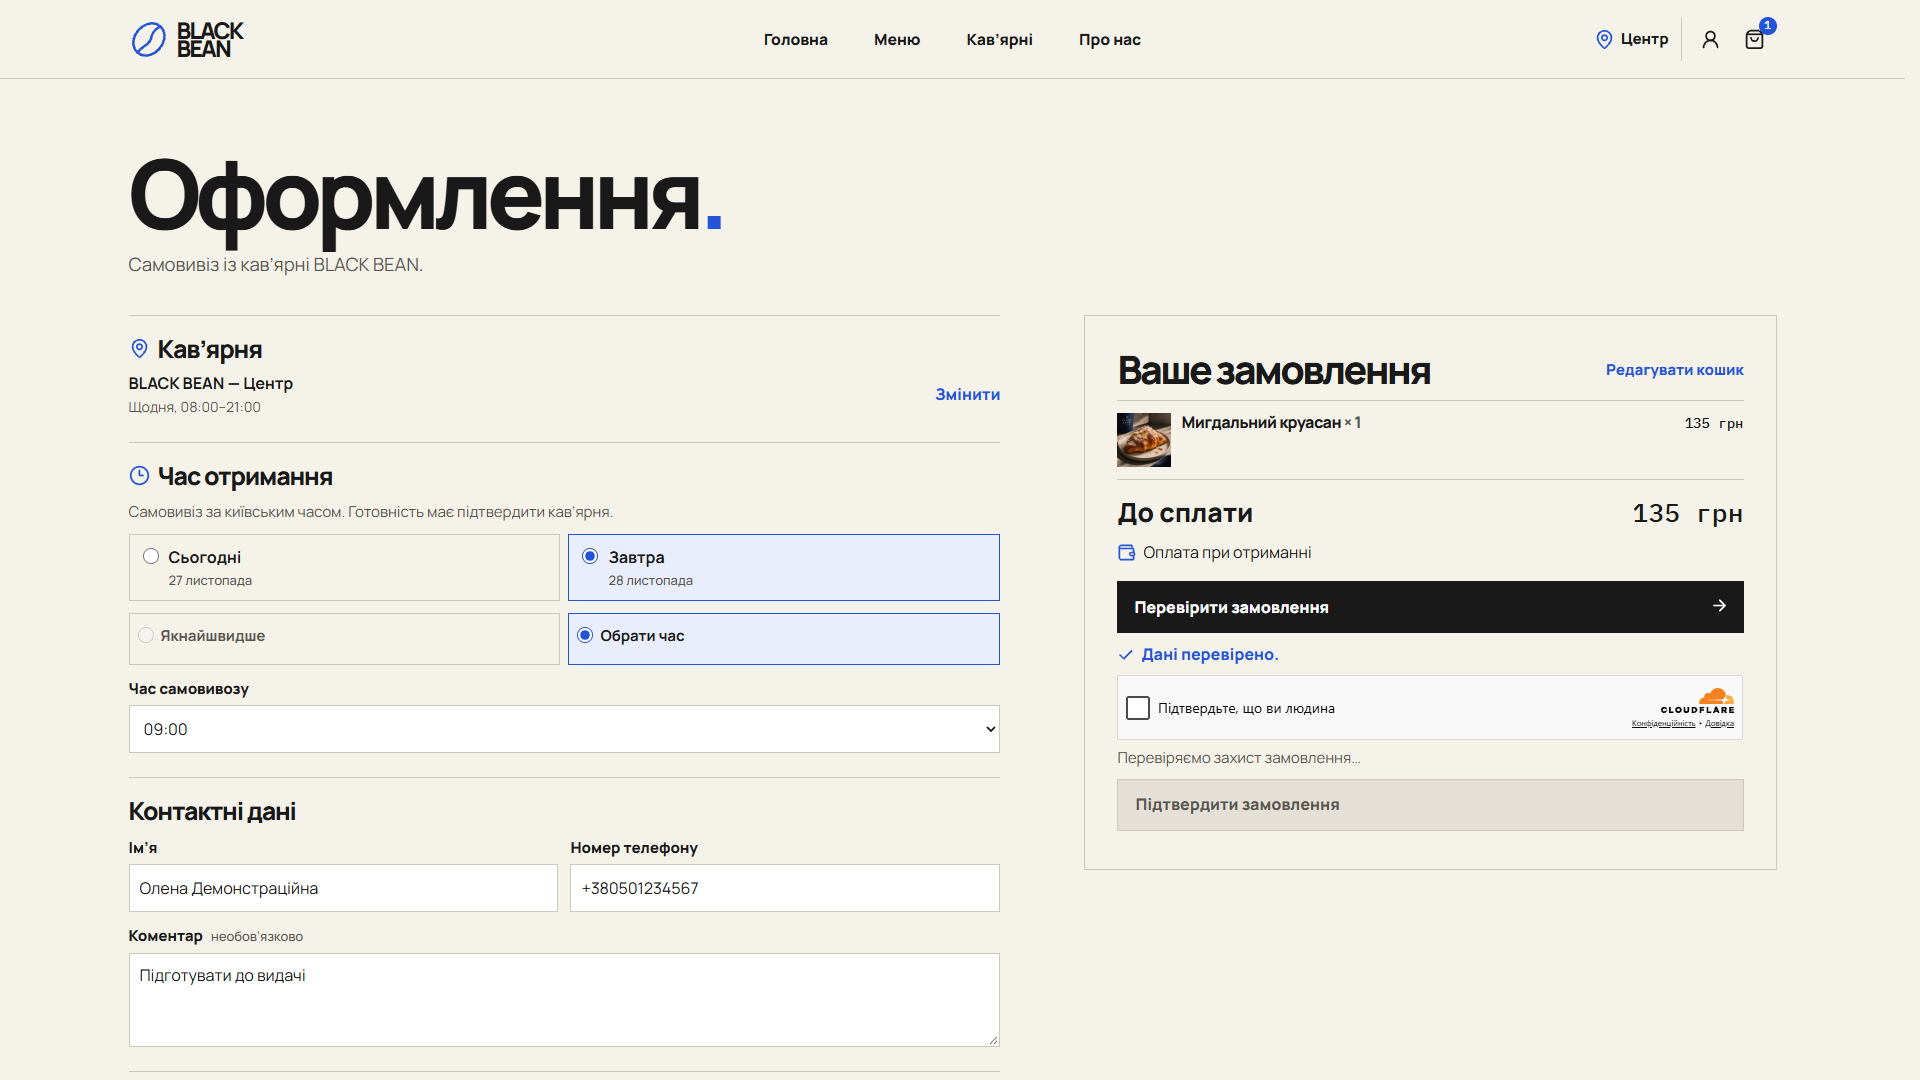 BLACK
BEAN
Головна
Меню
Кав’ярні
Про нас
Центр
1
Оформлення.
Самовивіз із кав’ярні BLACK BEAN.
Кав’ярня
BLACK BEAN — Центр
Щодня, 08:00–21:00
Змінити
Час отримання
Самовивіз за київським часом. Готовність має підтвердити кав’ярня.
Сьогодні
27 листопада
Завтра
28 листопада
Якнайшвидше
Обрати час
Час самовивозу
09:00
Контактні дані
Ім’я
Номер телефону
Олена Демонстраційна
+380501234567
Коментар необов’язково
Підготувати до видачі
Ваше замовлення
Редагувати кошик
Мигдальний круасан × 1
135 грн
До сплати
135 грн
Оплата при отриманні
Перевірити замовлення
Дані перевірено.
Підтвердьте, що ви людина
CLOUDFLARE
Конфіденційність • Довідка
Перевіряємо захист замовлення…
Підтвердити замовлення